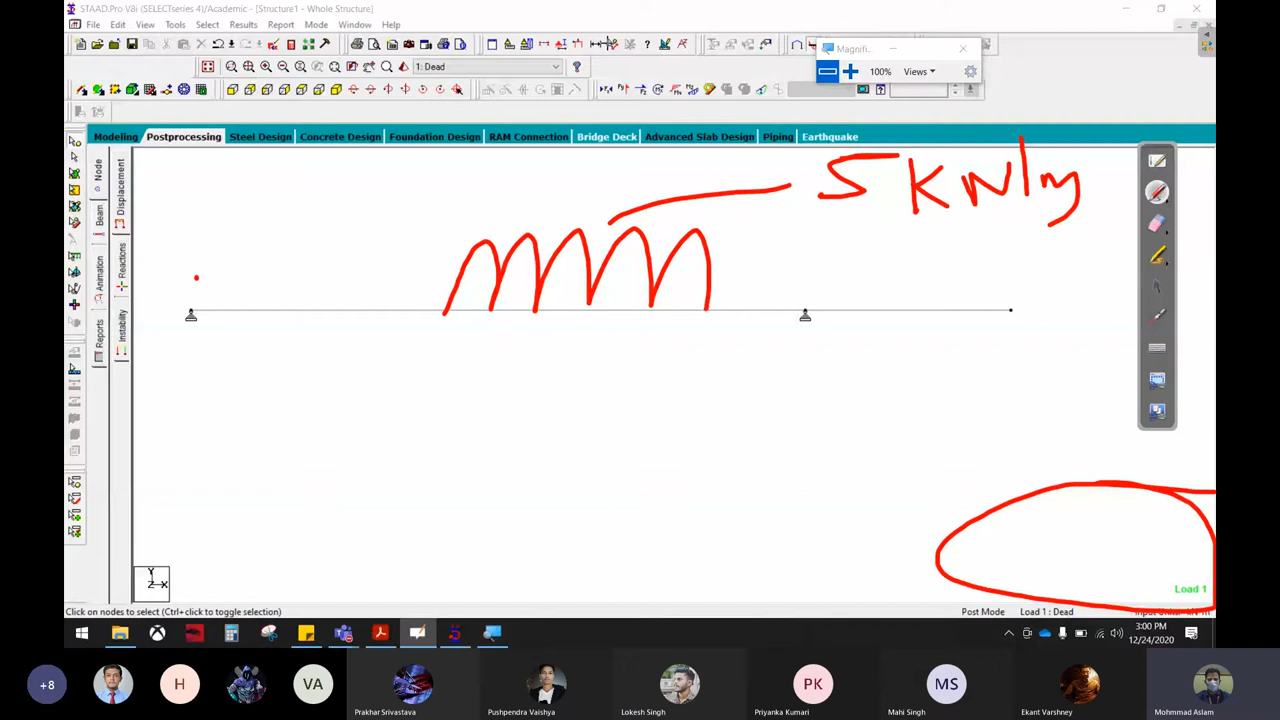 STAAD.Pro V8i (SELECTseries 4)/Academic - [Structure1 - Whole Structure]
File Edit View Tools Select Results Report Mode Window Help
Magnifi...
100% Views
1: Dead
Modeling Postprocessing Steel Design Concrete Design Foundation Design RAM Connection Bridge Deck Advanced Slab Design Piping Earthquake
Node
Beam
Animation
Reports
Displacement
Reactions
Instability
5 KN/m
Y
Z X
Load 1
Click on nodes to select (Ctrl+click to toggle selection)
Post Mode Load 1 : Dead
3:00 PM
12/24/2020
+8 H VA PK MS
Prakhar Srivastava Pushpendra Vaishya Lokesh Singh Priyanka Kumari Mahi Singh Ekant Varshney Mohmmad Aslam